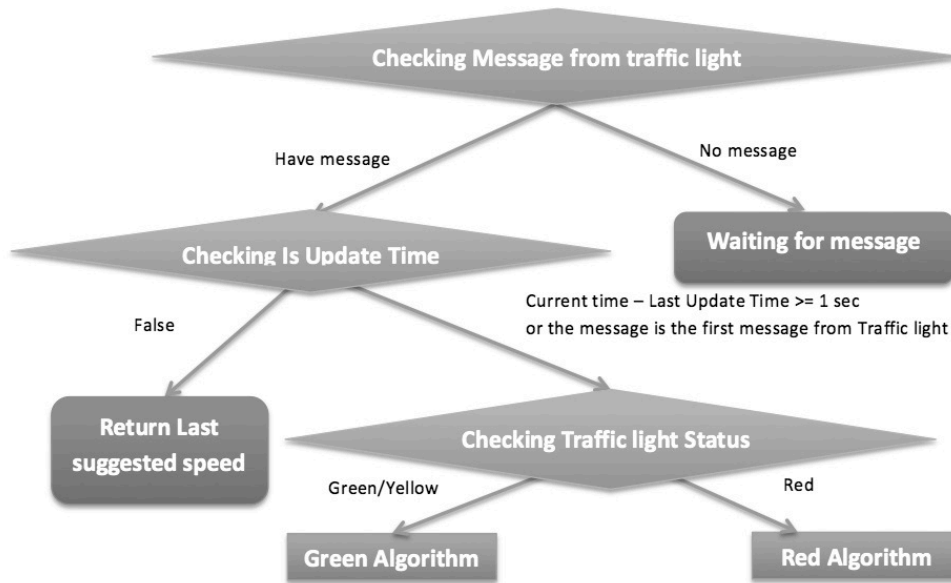 Checking Message from traffic light
Have message
No message
Checking Is Update Time
Waiting for message
False
Current time – Last Update Time >= 1 sec
or the message is the first message from Traffic light
Return Last
suggested speed
Checking Traffic light Status
Green/Yellow
Red
Green Algorithm
Red Algorithm